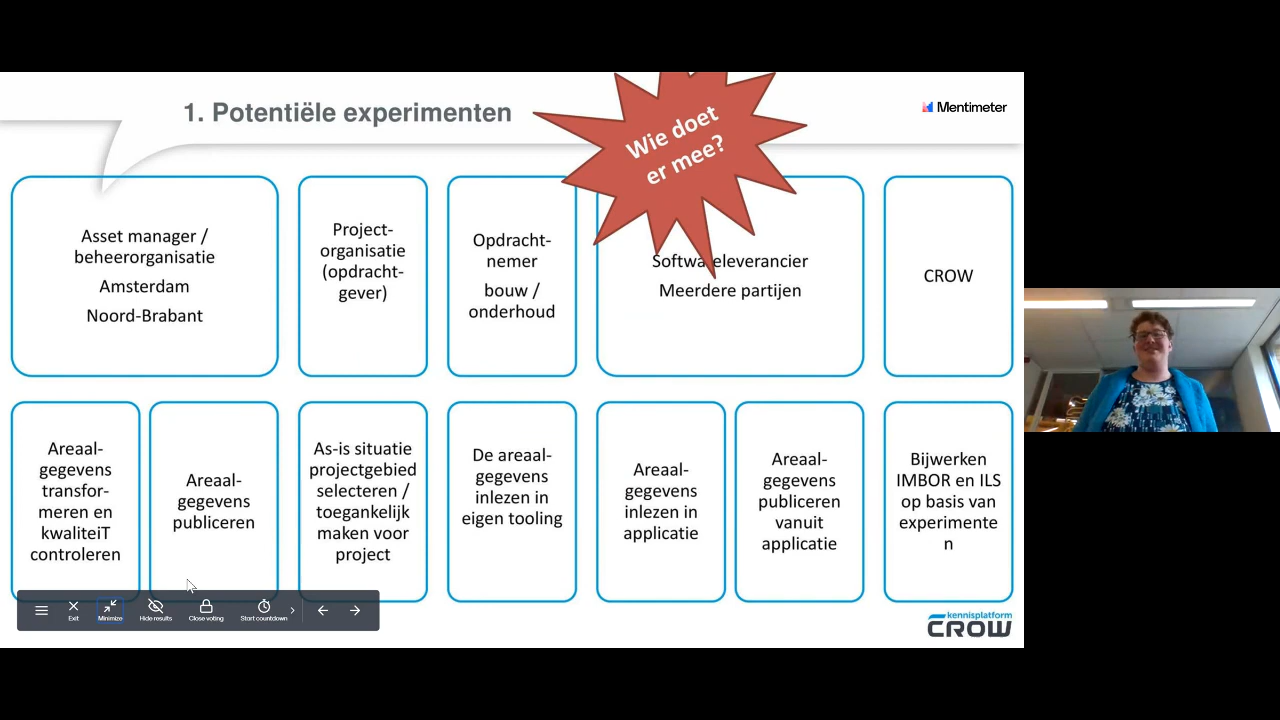 1. Potentiële experimenten
Wie doet
er mee?
Mentimeter
Asset manager /
beheerorganisatie
Amsterdam
Noord-Brabant
Project-
organisatie
(opdracht-
gever)
Opdracht-
nemer
bouw /
onderhoud
Softwareleverancier
Meerdere partijen
CROW
Areaal-
gegevens
transfor-
meren en
kwaliteiT
controleren
Areaal-
gegevens
publiceren
As-is situatie
projectgebied
selecteren /
toegankelijk
maken voor
project
De areaal-
gegevens
inlezen in
eigen tooling
Areaal-
gegevens
inlezen in
applicatie
Areaal-
gegevens
publiceren
vanuit
applicatie
Bijwerken
IMBOR en ILS
op basis van
experimente
n
Exit
Minimize
Hide results
Close voting
Start countdown
kennisplatform
CROW